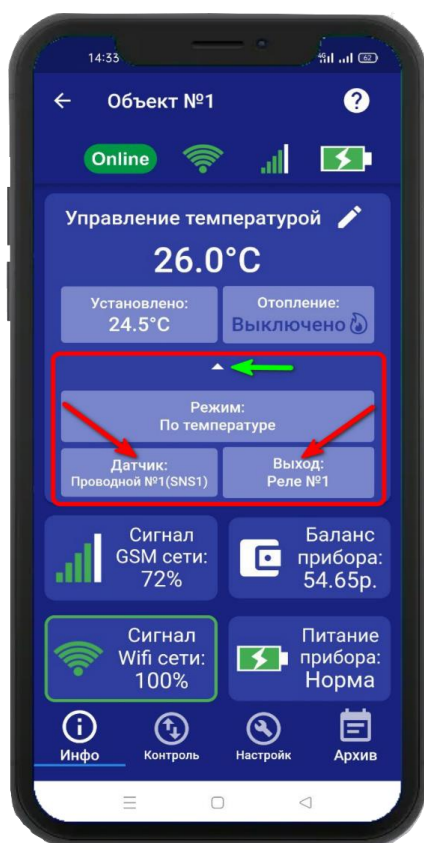 14:33
4G 62
Объект №1
?
Online
Управление температурой
26.0°C
Установлено:
24.5°C
Отопление:
Выключено
Режим:
По температуре
Датчик:
Проводной №1(SNS1)
Выход:
Реле №1
Сигнал
GSM сети:
72%
Баланс
прибора:
54.65р.
Сигнал
Wifi сети:
100%
Питание
прибора:
Норма
Инфо
Контроль
Настройк
Архив